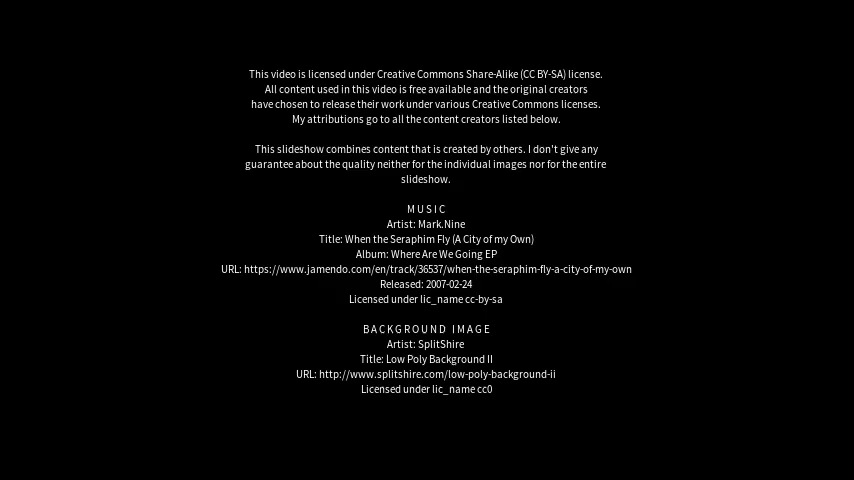 This video is licensed under Creative Commons Share-Alike (CC BY-SA) license.
All content used in this video is free available and the original creators
have chosen to release their work under various Creative Commons licenses.
My attributions go to all the content creators listed below.
This slideshow combines content that is created by others. I don't give any
guarantee about the quality neither for the individual images nor for the entire
slideshow.
MUSIC
Artist: Mark.Nine
Title: When the Seraphim Fly (A City of my Own)
Album: Where Are We Going EP
URL: https://www.jamendo.com/en/track/36537/when-the-seraphim-fly-a-city-of-my-own
Released: 2007-02-24
Licensed under lic_name cc-by-sa
BACKGROUND IMAGE
Artist: SplitShire
Title: Low Poly Background II
URL: http://www.splitshire.com/low-poly-background-ii
Licensed under lic_name cc0